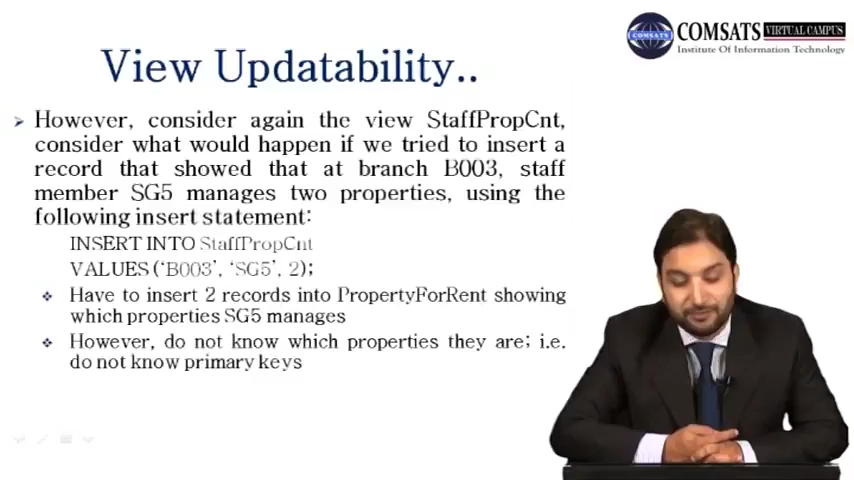 COMSATS VIRTUAL CAMPUS
Institute Of Information Technology
COMSATS
View Updatability..
However, consider again the view StaffPropCnt,
consider what would happen if we tried to insert a
record that showed that at branch B003, staff
member SG5 manages two properties, using the
following insert statement:
INSERT INTO StaffPropCnt
VALUES (‘B003’, ‘SG5’, 2);
Have to insert 2 records into PropertyForRent showing
which properties SG5 manages
However, do not know which properties they are; i.e.
do not know primary keys